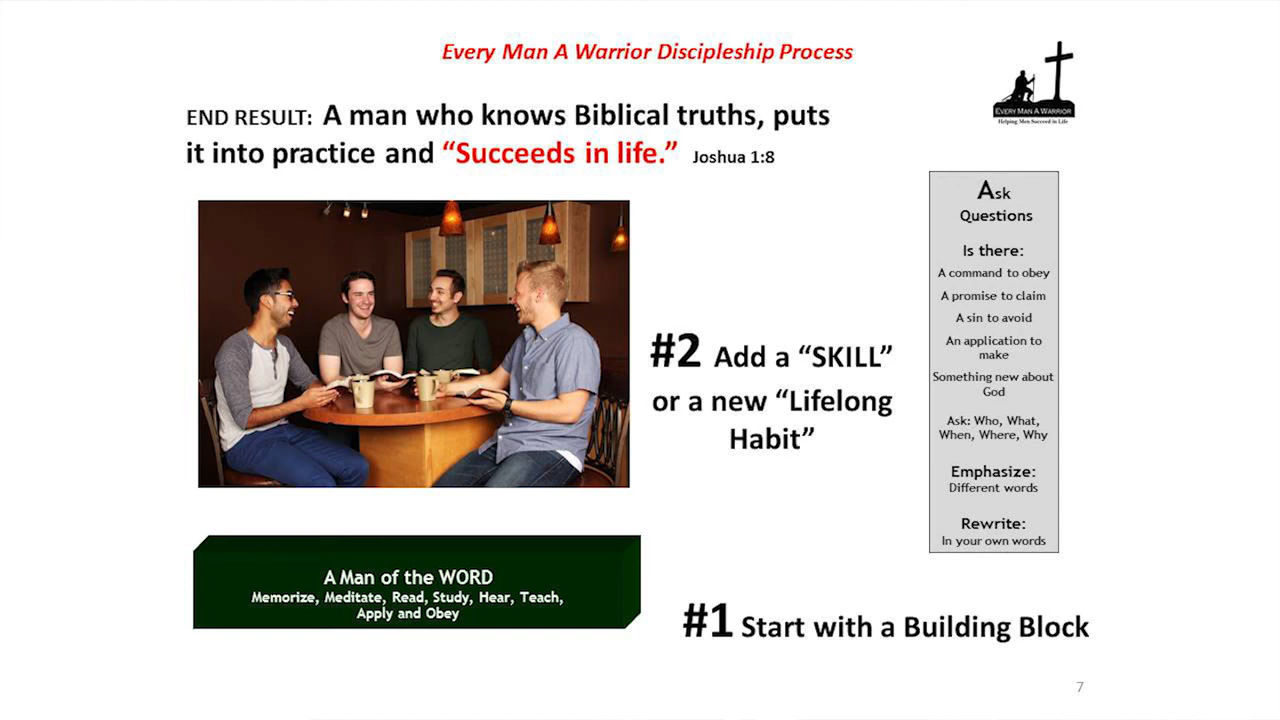 Every Man A Warrior Discipleship Process
EVERY MAN A WARRIOR
Helping Men Succeed in Life
END RESULT: A man who knows Biblical truths, puts
it into practice and “Succeeds in life.” Joshua 1:8
#2 Add a “SKILL”
or a new “Lifelong
Habit”
Ask
Questions
Is there:
A command to obey
A promise to claim
A sin to avoid
An application to
make
Something new about
God
Ask: Who, What,
When, Where, Why
Emphasize:
Different words
Rewrite:
In your own words
A Man of the WORD
Memorize, Meditate, Read, Study, Hear, Teach,
Apply and Obey
#1 Start with a Building Block
7